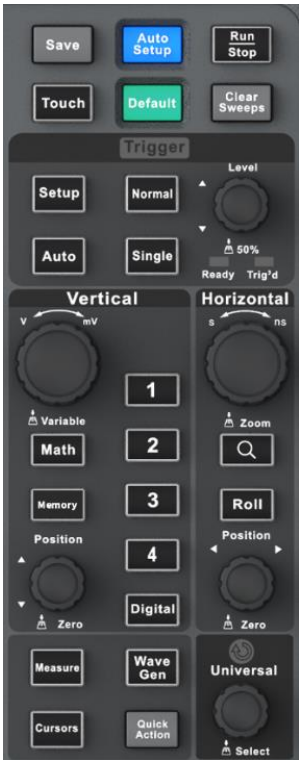 Save
Auto
Setup
Run
Stop
Touch
Default
Clear
Sweeps
Trigger
Setup
Normal
Level
Auto
Single
50%
Ready Trig'd
Vertical
V mV
Variable
1
Math
2
Memory
3
Position
4
Zero
Digital
Horizontal
s ns
Zoom
Roll
Position
Zero
Measure
Wave
Gen
Cursors
Quick
Action
Universal
Select